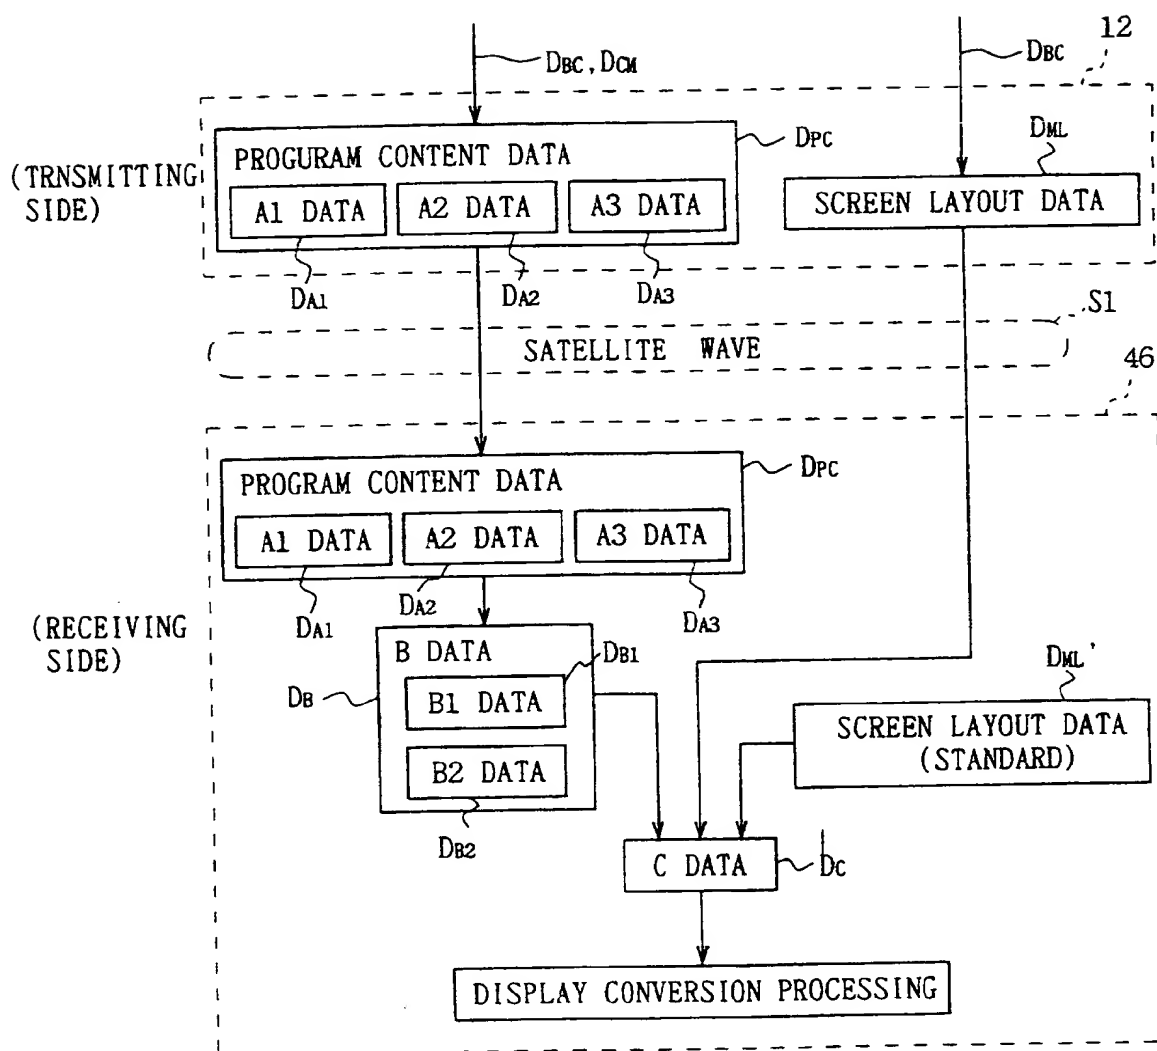 12
DBC, DCM
DBC
DPC
DML
(TRNSMITTING
SIDE)
PROGURAM CONTENT DATA
A1 DATA
A2 DATA
A3 DATA
SCREEN LAYOUT DATA
DA1
DA2
DA3
S1
SATELLITE WAVE
46
DPC
PROGRAM CONTENT DATA
A1 DATA
A2 DATA
A3 DATA
DA1
DA2
DA3
(RECEIVING
SIDE)
B DATA
DB1
DML'
DB
B1 DATA
SCREEN LAYOUT DATA
(STANDARD)
B2 DATA
DB2
C DATA
DC
DISPLAY CONVERSION PROCESSING